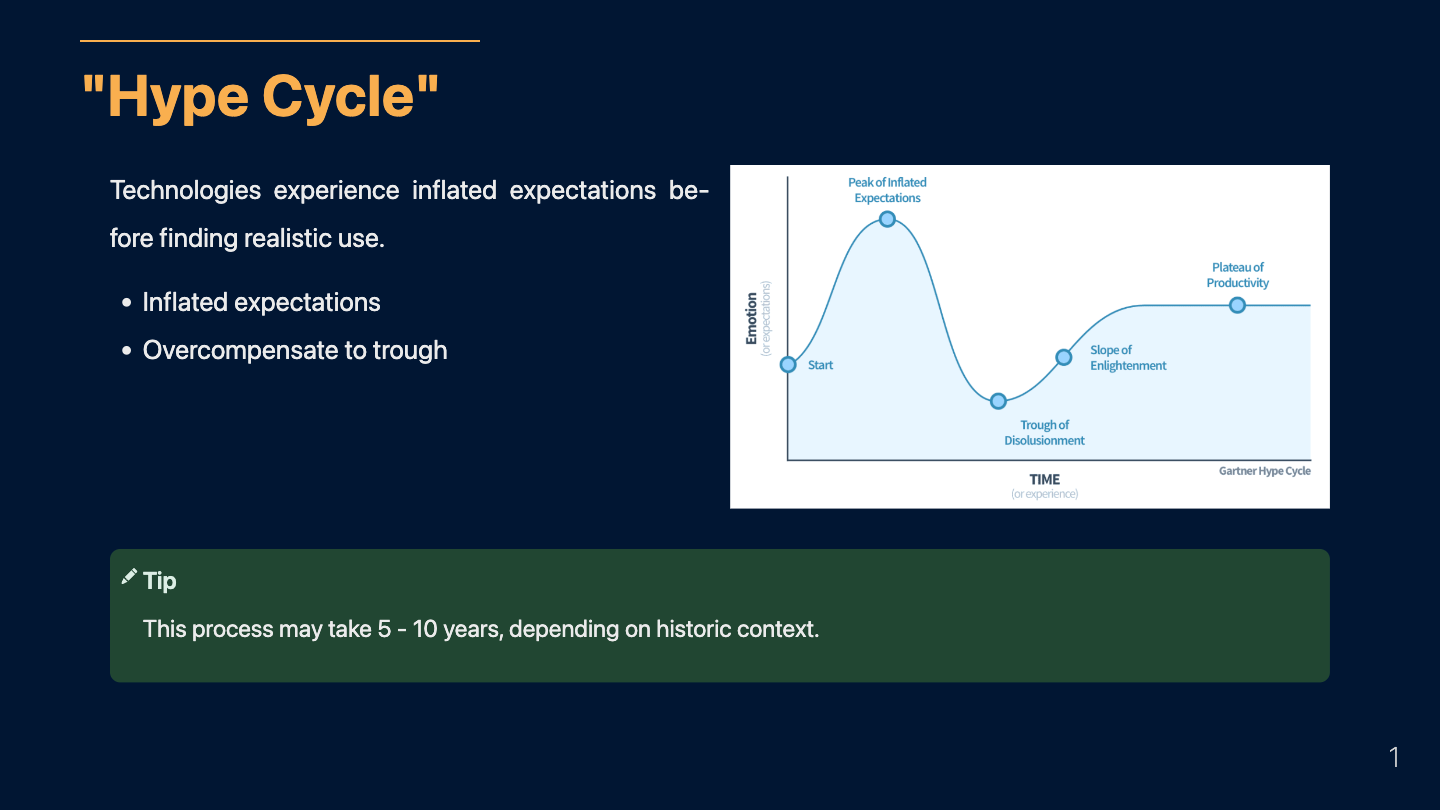 "Hype Cycle"
Technologies experience inflated expectations be-
fore finding realistic use.
• Inflated expectations
• Overcompensate to trough
Peak of Inflated
Expectations
Plateau of
Productivity
Emotion
(or expectations)
Start
Slope of
Enlightenment
Trough of
Disolusionment
TIME
(or experience)
Gartner Hype Cycle
Tip
This process may take 5 - 10 years, depending on historic context.
1